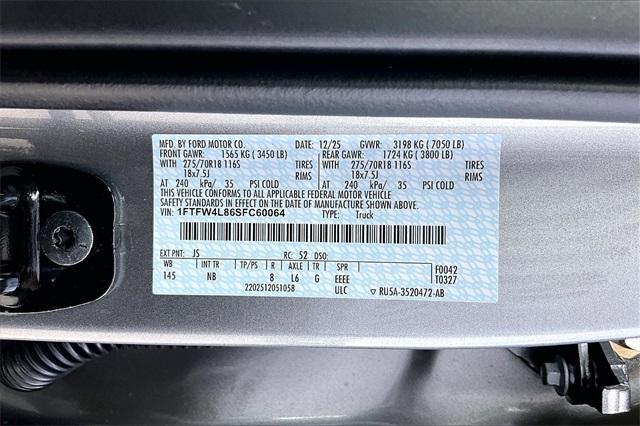 MFD. BY FORD MOTOR CO. 12/25 GVWR: 3198 KG ( 7050 LB)
FRONT GAWR: 1565 KG ( 3450 LB) REAR GAWR: 1724 KG ( 3800 LB)
WITH 275/70R18 116S TIRES WITH 275/70R18 116S TIRES
18x7.5J RIMS 18x7.5J RIMS
AT 240 kPa/ 35 PSI COLD AT 240 kPa/ 35 PSI COLD
THIS VEHICLE CONFORMS TO ALL APPLICABLE FEDERAL MOTOR VEHICLE
SAFETY STANDARDS IN EFFECT ON THE DATE OF MANUFACTURE SHOWN ABOVE.
VIN: 1FTFW4L86SFC60064 TYPE: Truck
EXT PNT: JS RC: 52 DSO:
WB INT TR TP/PS R AXLE TR SPR F0042
145 NB 8 L6 G EEEE T0327
2202512051058 ULC ▽ RU5A-3520472-AB